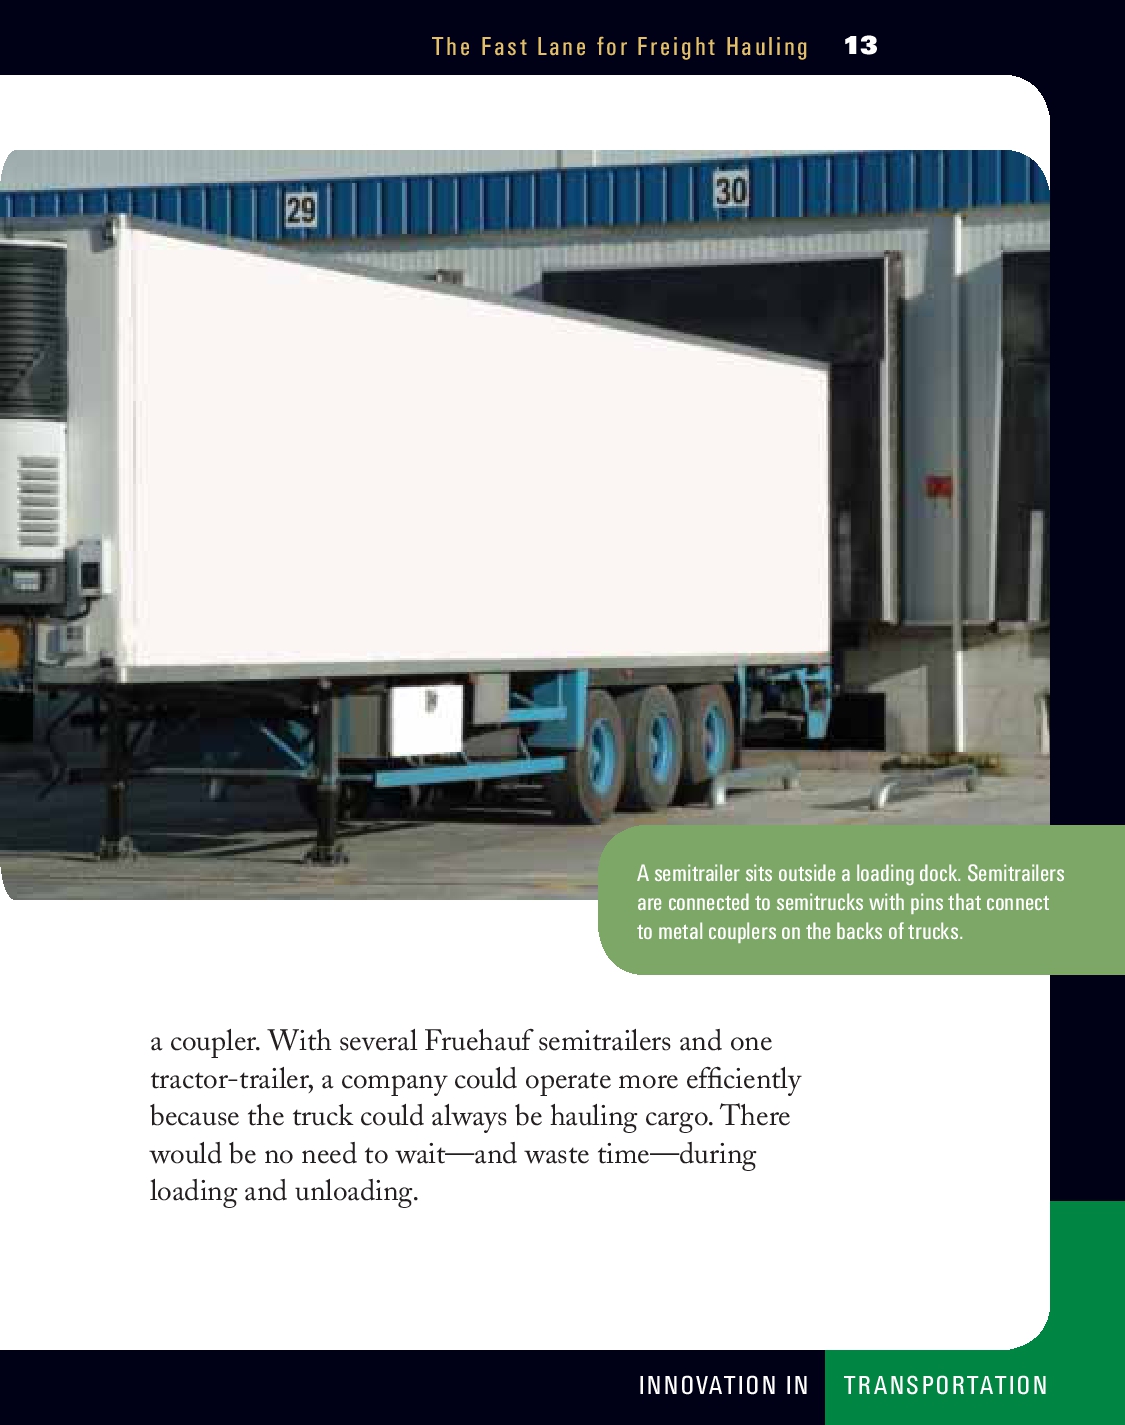 The Fast Lane for Freight Hauling 13
29
30
A semitrailer sits outside a loading dock. Semitrailers
are connected to semitrucks with pins that connect
to metal couplers on the backs of trucks.
a coupler. With several Fruehauf semitrailers and one
tractor-trailer, a company could operate more efficiently
because the truck could always be hauling cargo. There
would be no need to wait—and waste time—during
loading and unloading.
INNOVATION IN TRANSPORTATION